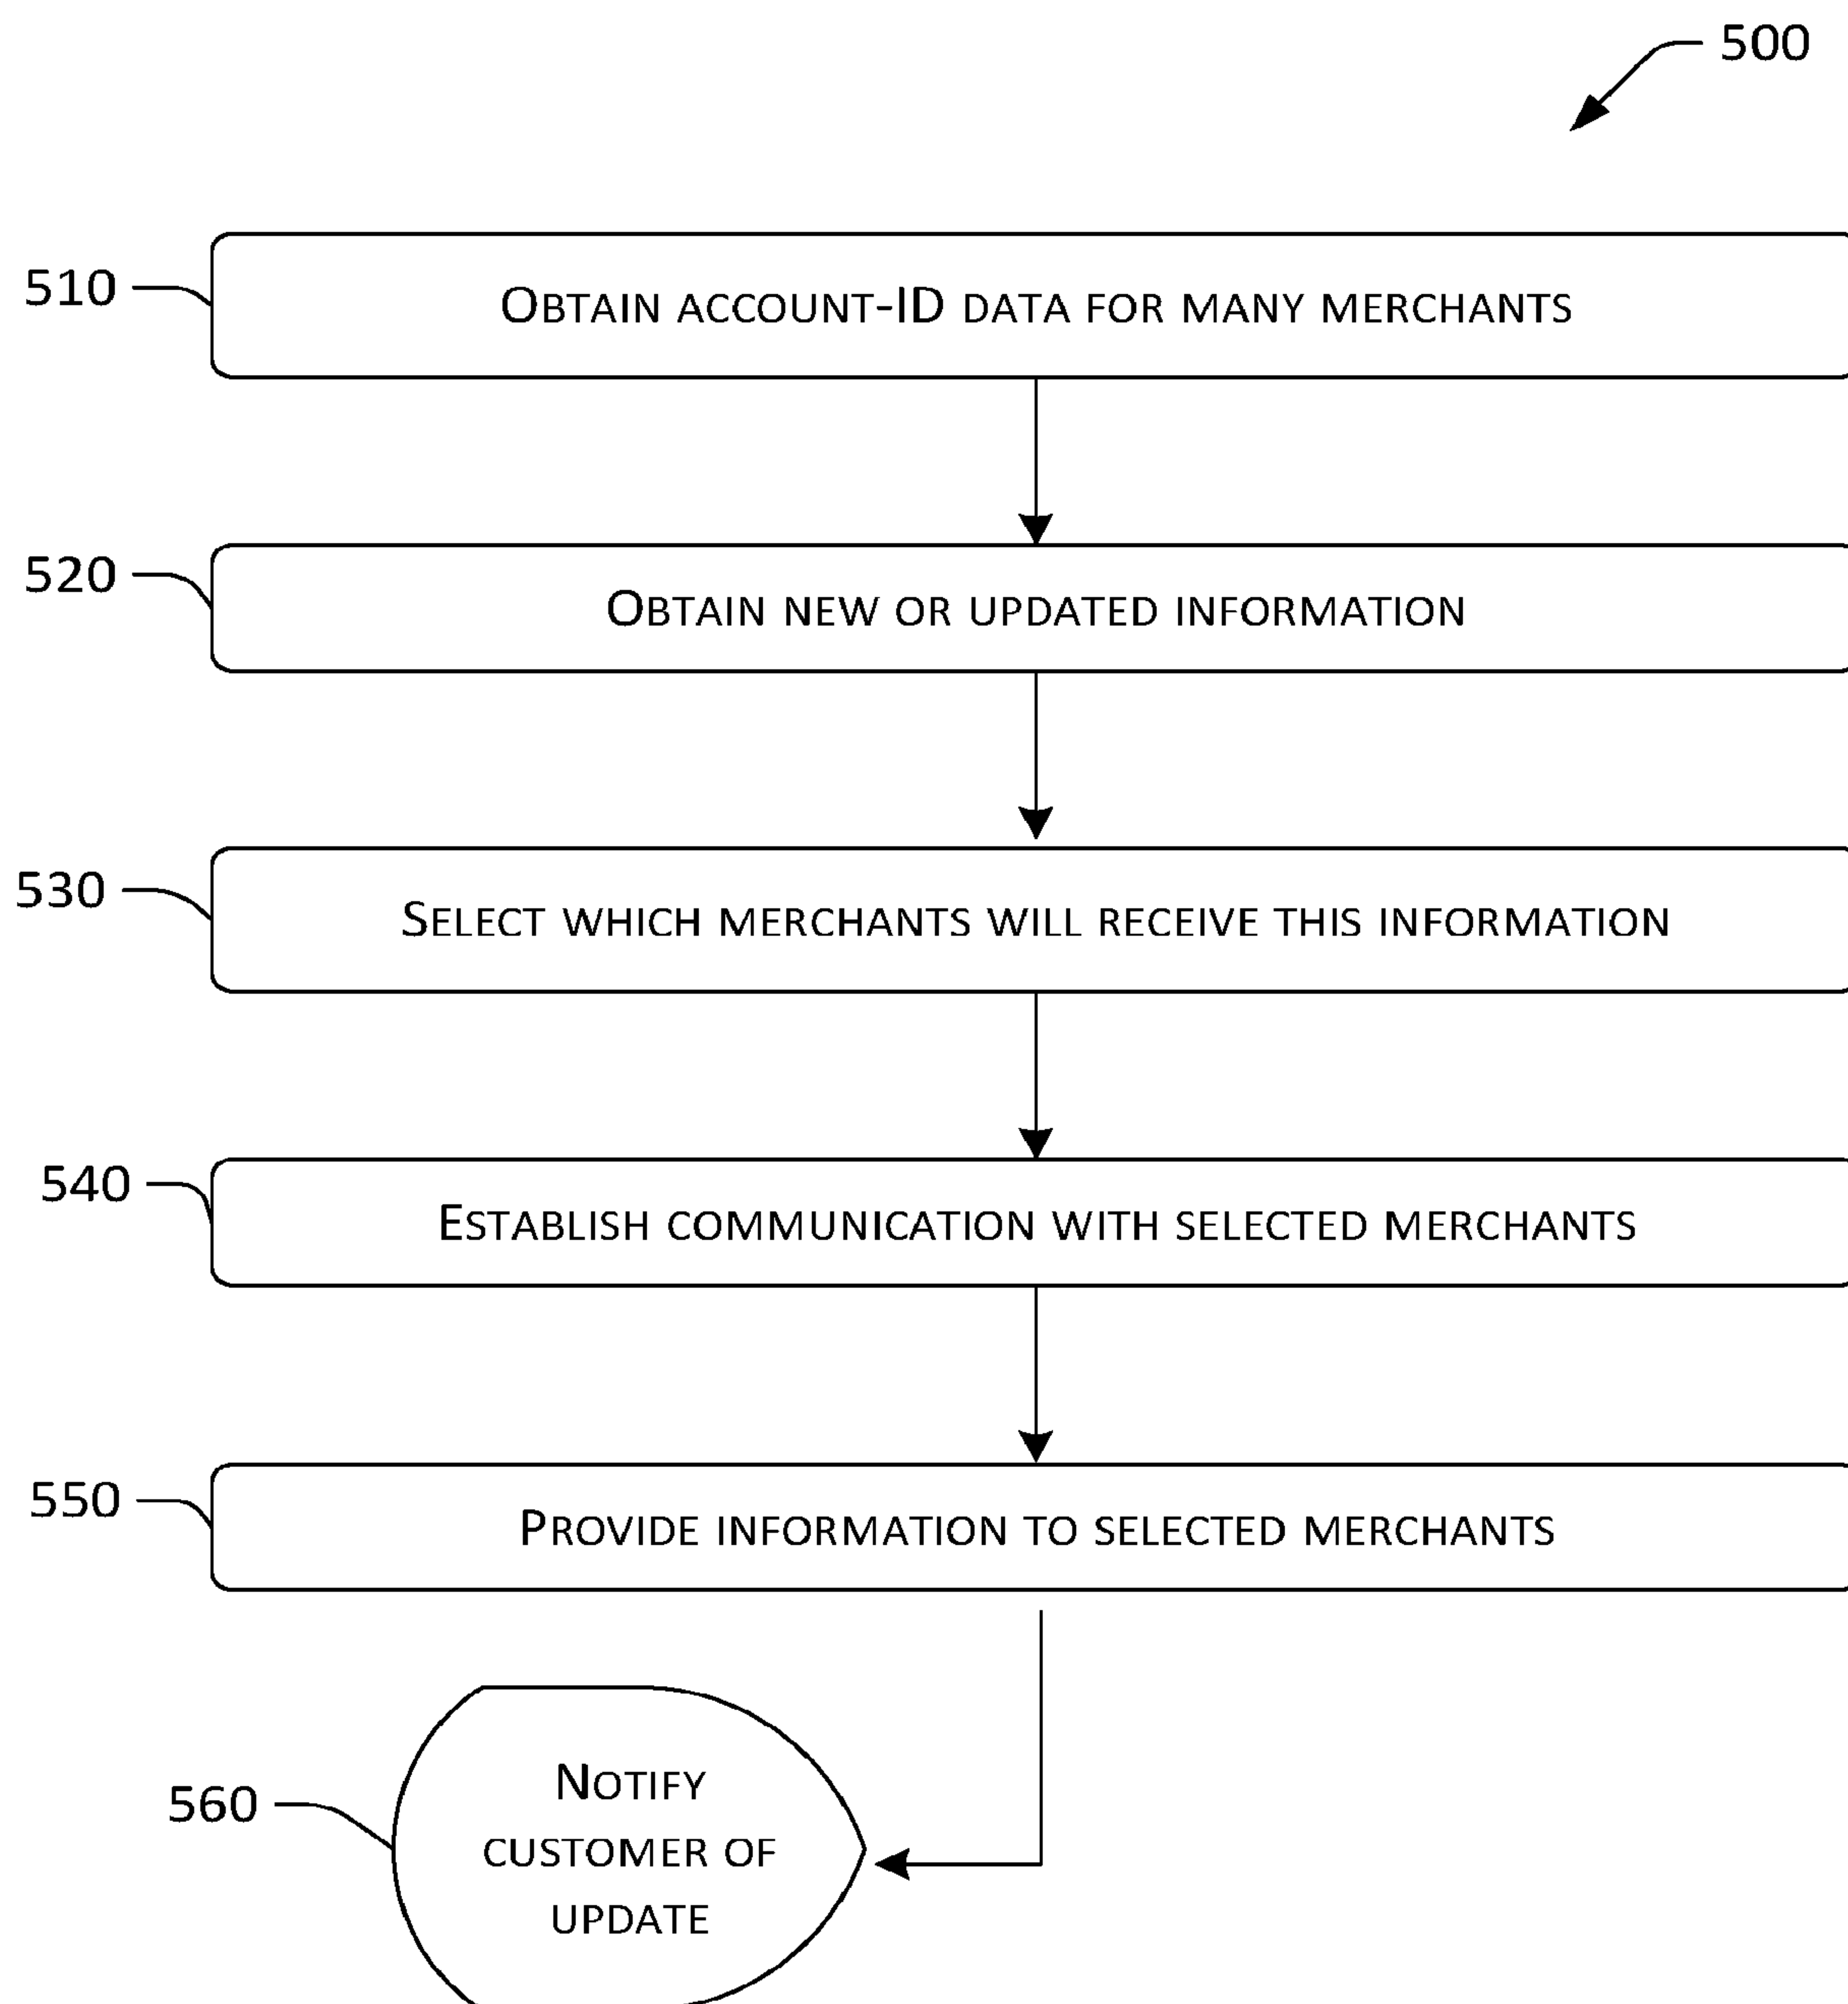 500
510
OBTAIN ACCOUNT-ID DATA FOR MANY MERCHANTS
520
OBTAIN NEW OR UPDATED INFORMATION
530
SELECT WHICH MERCHANTS WILL RECEIVE THIS INFORMATION
540
ESTABLISH COMMUNICATION WITH SELECTED MERCHANTS
550
PROVIDE INFORMATION TO SELECTED MERCHANTS
560
NOTIFY
CUSTOMER OF
UPDATE